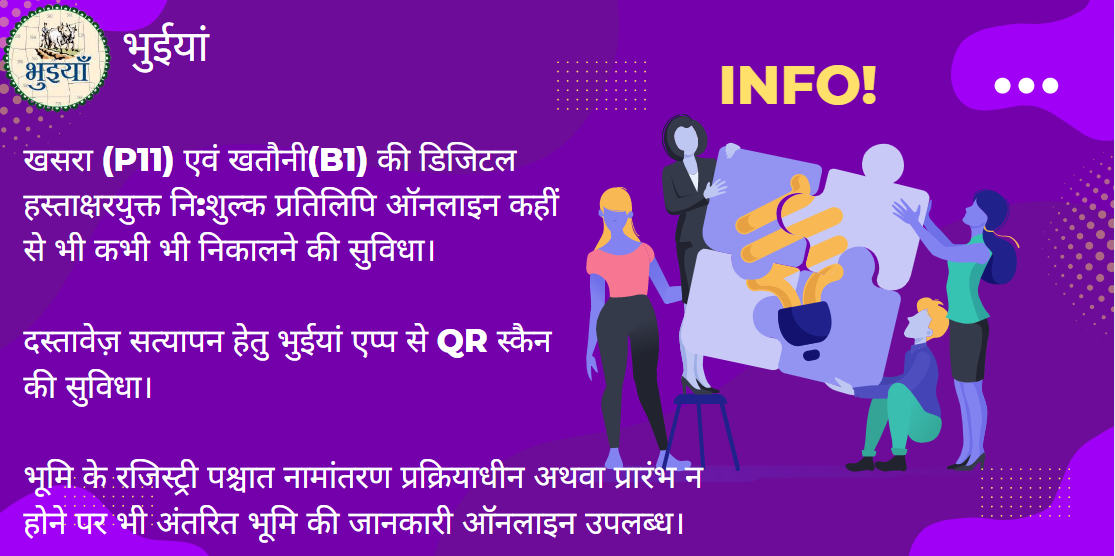 भुइयाँ
भुईयां
INFO!
खसरा (P11) एवं खतौनी(B1) की डिजिटल
हस्ताक्षरयुक्त नि:शुल्क प्रतिलिपि ऑनलाइन कहीं
से भी कभी भी निकालने की सुविधा।
दस्तावेज़ सत्यापन हेतु भुईयां एप्प से QR स्कैन
की सुविधा।
भूमि के रजिस्ट्री पश्चात नामांतरण प्रक्रियाधीन अथवा प्रारंभ न
होने पर भी अंतरित भूमि की जानकारी ऑनलाइन उपलब्ध।